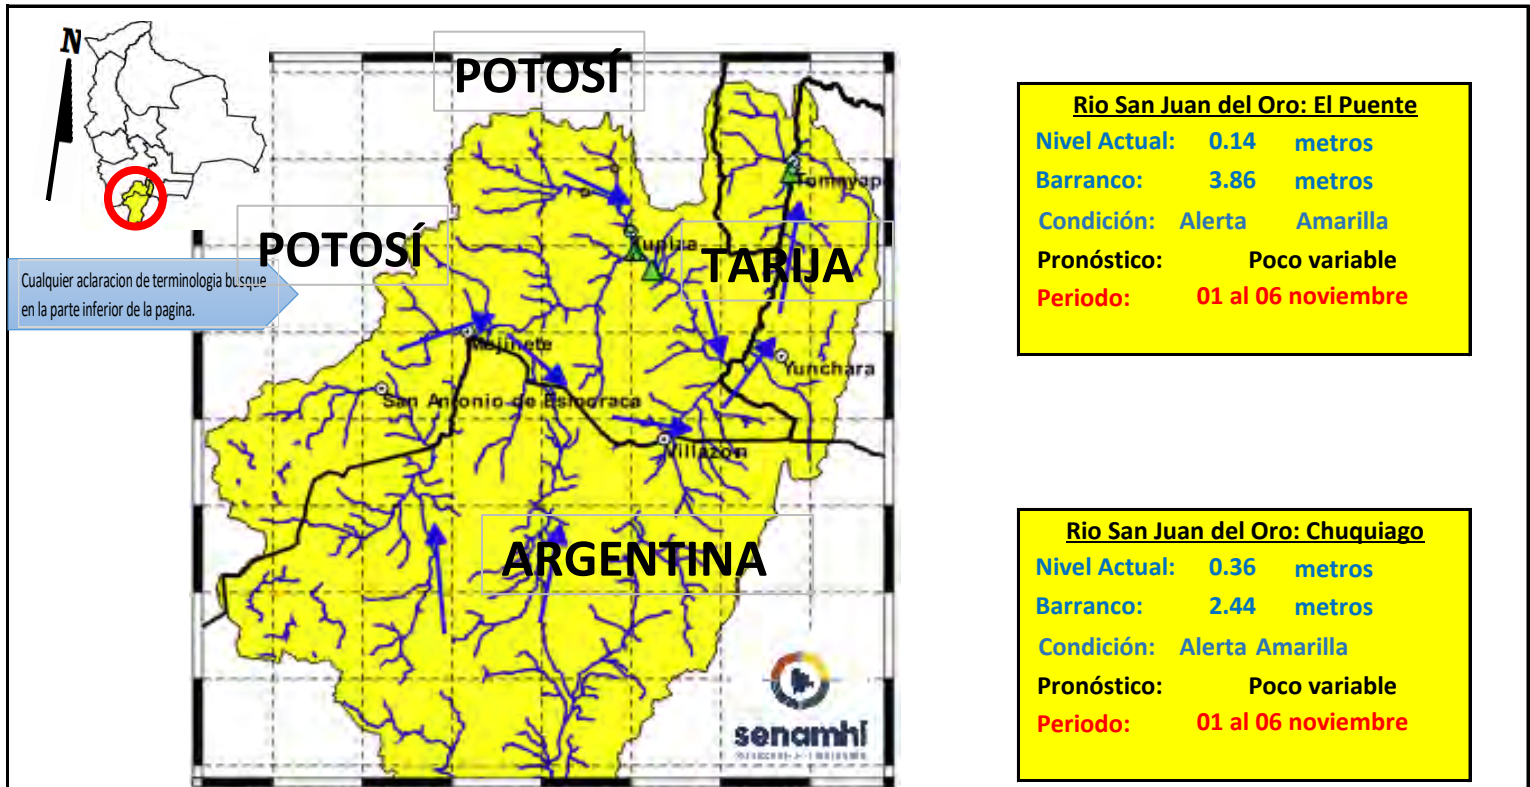 N
POTOSÍ
POTOSÍ
TARIJA
ARGENTINA
Tupiza
Mojinete
San Antonio de Esmoraca
Villazon
Yunchara
Cualquier aclaracion de terminologia busque
en la parte inferior de la pagina.
senamhi
Rio San Juan del Oro: El Puente
Nivel Actual: 0.14 metros
Barranco: 3.86 metros
Condición: Alerta Amarilla
Pronóstico: Poco variable
Periodo: 01 al 06 noviembre
Rio San Juan del Oro: Chuquiago
Nivel Actual: 0.36 metros
Barranco: 2.44 metros
Condición: Alerta Amarilla
Pronóstico: Poco variable
Periodo: 01 al 06 noviembre